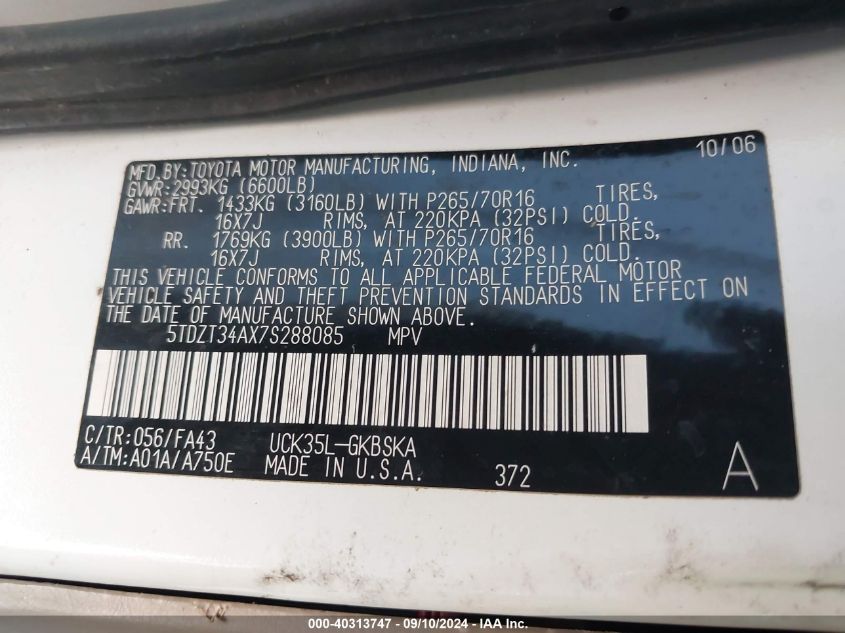 MFD.BY:TOYOTA MOTOR MANUFACTURING, INDIANA, INC. 10/06
GVWR:2993KG (6600LB)
GAWR:FRT. 1433KG (3160LB) WITH P265/70R16 TIRES,
16X7J RIMS, AT 220KPA (32PSI) COLD.
RR. 1769KG (3900LB) WITH P265/70R16 TIRES,
16X7J RIMS, AT 220KPA (32PSI) COLD.
THIS VEHICLE CONFORMS TO ALL APPLICABLE FEDERAL MOTOR
VEHICLE SAFETY AND THEFT PREVENTION STANDARDS IN EFFECT ON
THE DATE OF MANUFACTURE SHOWN ABOVE.
5TDZT34AX7S288085 MPV
C/TR:056/FA43 UCK35L-GKBSKA
A/TM:A01A/A750E MADE IN U.S.A. 372 A
000-40313747 - 09/10/2024 - IAA Inc.